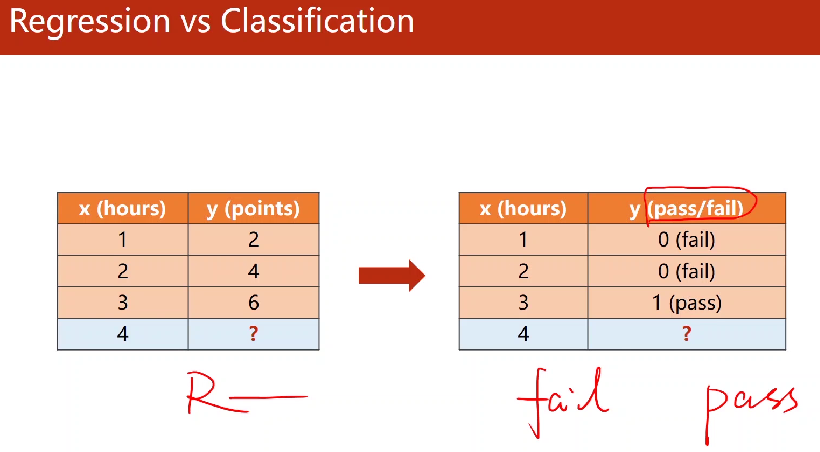 Regression vs Classification
x (hours) y (points)
1 2
2 4
3 6
4 ?
x (hours) y (pass/fail)
1 0 (fail)
2 0 (fail)
3 1 (pass)
4 ?
R
fail pass